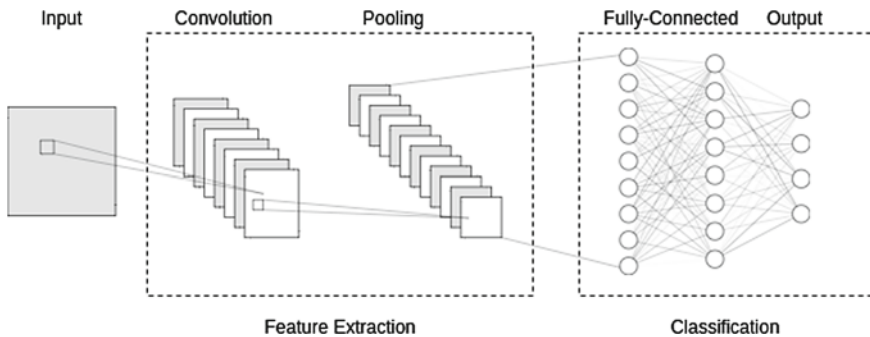 Input Convolution Pooling Fully-Connected Output
Feature Extraction Classification